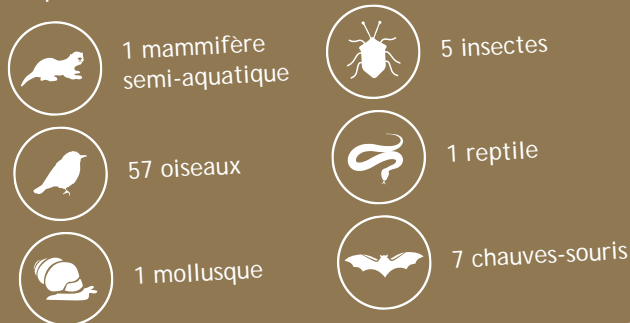 1 mammifère
semi-aquatique
5 insectes
57 oiseaux
1 reptile
1 mollusque
7 chauves-souris